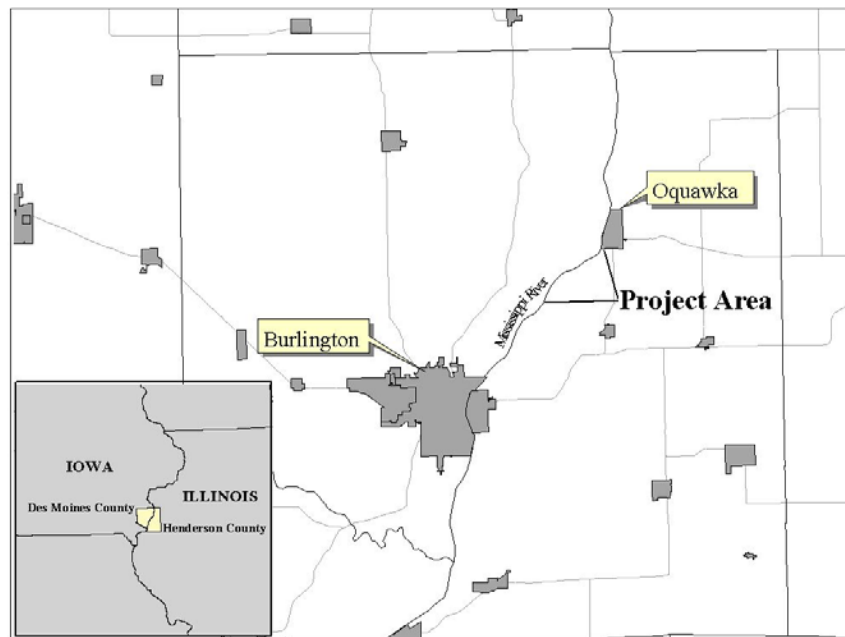 Oquawka
Mississippi River
Project Area
Burlington
IOWA
ILLINOIS
Des Moines County
Henderson County